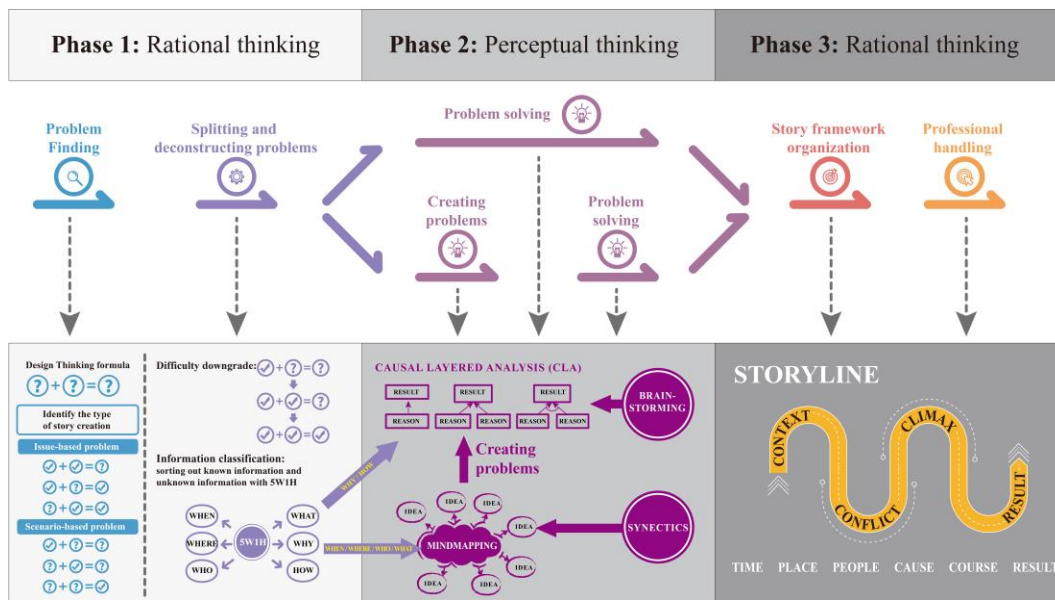 Phase 1: Rational thinking
Phase 2: Perceptual thinking
Phase 3: Rational thinking
Problem
Finding
Splitting and
deconstructing problems
Problem solving
Creating
problems
Problem
solving
Story framework
organization
Professional
handling
Design Thinking formula
? + ? = ?
Identify the type
of story creation
Issue-based problem
✓ + ✓ = ?
✓ + ? = ?
✓ + ✓ = ?
Scenario-based problem
✓ + ? = ?
? + ✓ = ✓
? + ? = ✓
Difficulty downgrade:
✓ + ? = ?
✓ + ✓ = ?
✓ + ✓ = ✓
Information classification:
sorting out known information and
unknown information with 5W1H
WHEN
WHERE
WHO
5W1H
WHAT
WHY
HOW
WHY / HOW
WHEN / WHERE / WHO / WHAT
CAUSAL LAYERED ANALYSIS (CLA)
RESULT
RESULT
RESULT
REASON
REASON
REASON
REASON
REASON
BRAIN-
STORMING
Creating
problems
IDEA
IDEA
IDEA
IDEA
IDEA
MINDMAPPING
IDEA
IDEA
IDEA
SYNECTICS
STORYLINE
CONTEXT
CONFLICT
CLIMAX
RESULT
TIME PLACE PEOPLE CAUSE COURSE RESULT